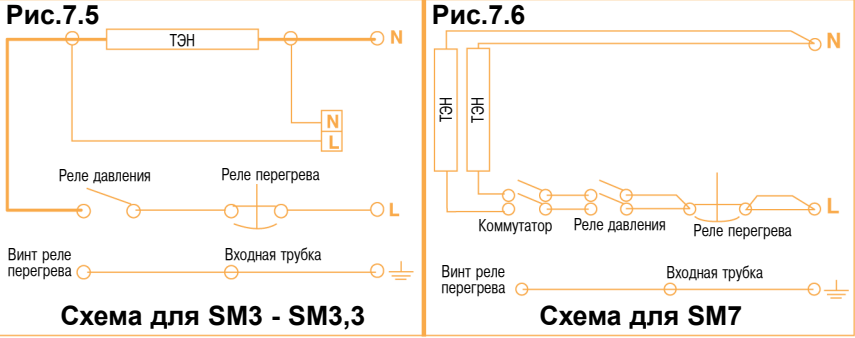 Рис.7.5
ТЭН
N
N
L
Реле давления
Реле перегрева
L
Винт реле
перегрева
Входная трубка
Схема для SM3 - SM3,3
Рис.7.6
N
ТЭН
ТЭН
L
Коммутатор
Реле давления
Реле перегрева
Винт реле
перегрева
Входная трубка
Схема для SM7